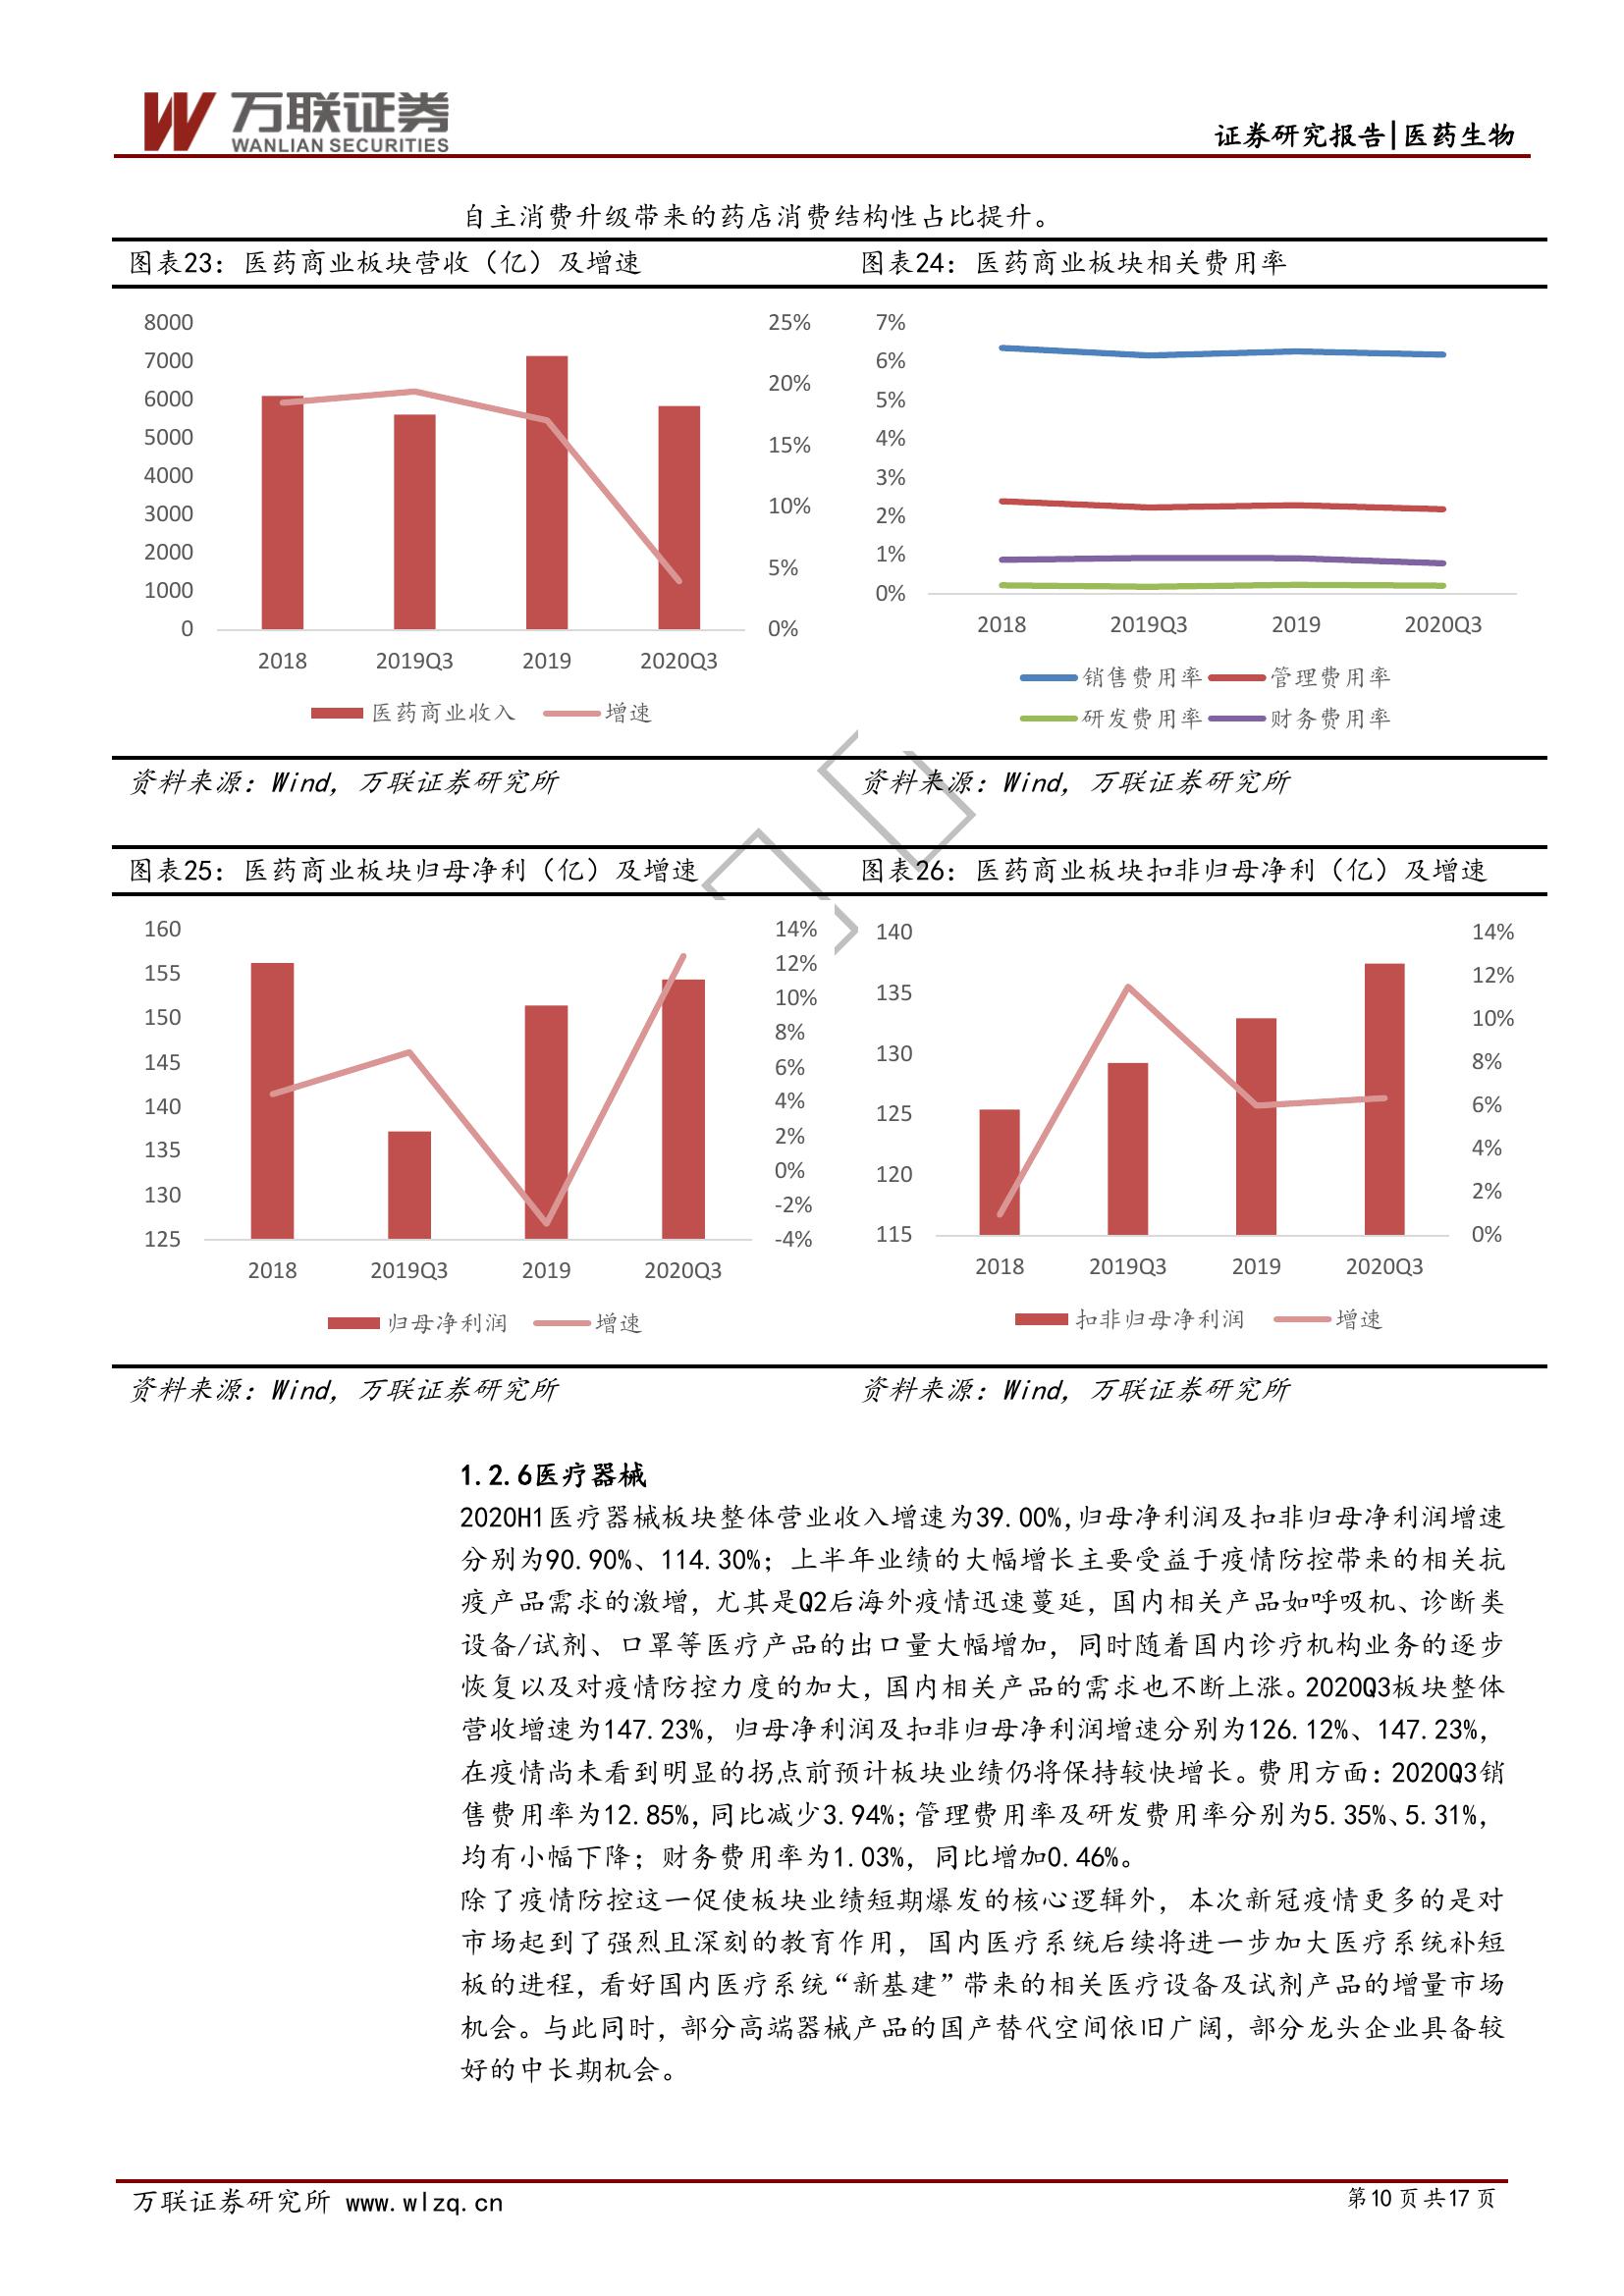 万联证券
WANLIAN SECURITIES
证券研究报告|医药生物
自主消费升级带来的药店消费结构性占比提升。
图表23：医药商业板块营收（亿）及增速
8000
7000
6000
5000
4000
3000
2000
1000
0
25%
20%
15%
10%
5%
0%
2018 2019Q3 2019 2020Q3
医药商业收入 增速
资料来源：Wind，万联证券研究所
图表24：医药商业板块相关费用率
7%
6%
5%
4%
3%
2%
1%
0%
2018 2019Q3 2019 2020Q3
销售费用率 管理费用率
研发费用率 财务费用率
资料来源：Wind，万联证券研究所
图表25：医药商业板块归母净利（亿）及增速
160
155
150
145
140
135
130
125
14%
12%
10%
8%
6%
4%
2%
0%
-2%
-4%
2018 2019Q3 2019 2020Q3
归母净利润 增速
资料来源：Wind，万联证券研究所
图表26：医药商业板块扣非归母净利（亿）及增速
140
135
130
125
120
115
14%
12%
10%
8%
6%
4%
2%
0%
2018 2019Q3 2019 2020Q3
扣非归母净利润 增速
资料来源：Wind，万联证券研究所
1.2.6医疗器械
2020H1医疗器械板块整体营业收入增速为39.00%,归母净利润及扣非归母净利润增速
分别为90.90%、114.30%；上半年业绩的大幅增长主要受益于疫情防控带来的相关抗
疫产品需求的激增，尤其是Q2后海外疫情迅速蔓延，国内相关产品如呼吸机、诊断类
设备/试剂、口罩等医疗产品的出口量大幅增加，同时随着国内诊疗机构业务的逐步
恢复以及对疫情防控力度的加大，国内相关产品的需求也不断上涨。2020Q3板块整体
营收增速为147.23%，归母净利润及扣非归母净利润增速分别为126.12%、147.23%，
在疫情尚未看到明显的拐点前预计板块业绩仍将保持较快增长。费用方面：2020Q3销
售费用率为12.85%，同比减少3.94%；管理费用率及研发费用率分别为5.35%、5.31%，
均有小幅下降；财务费用率为1.03%，同比增加0.46%。
除了疫情防控这一促使板块业绩短期爆发的核心逻辑外，本次新冠疫情更多的是对
市场起到了强烈且深刻的教育作用，国内医疗系统后续将进一步加大医疗系统补短
板的进程，看好国内医疗系统“新基建”带来的相关医疗设备及试剂产品的增量市场
机会。与此同时，部分高端器械产品的国产替代空间依旧广阔，部分龙头企业具备较
好的中长期机会。
万联证券研究所 www.wlzq.cn
第10页共17页